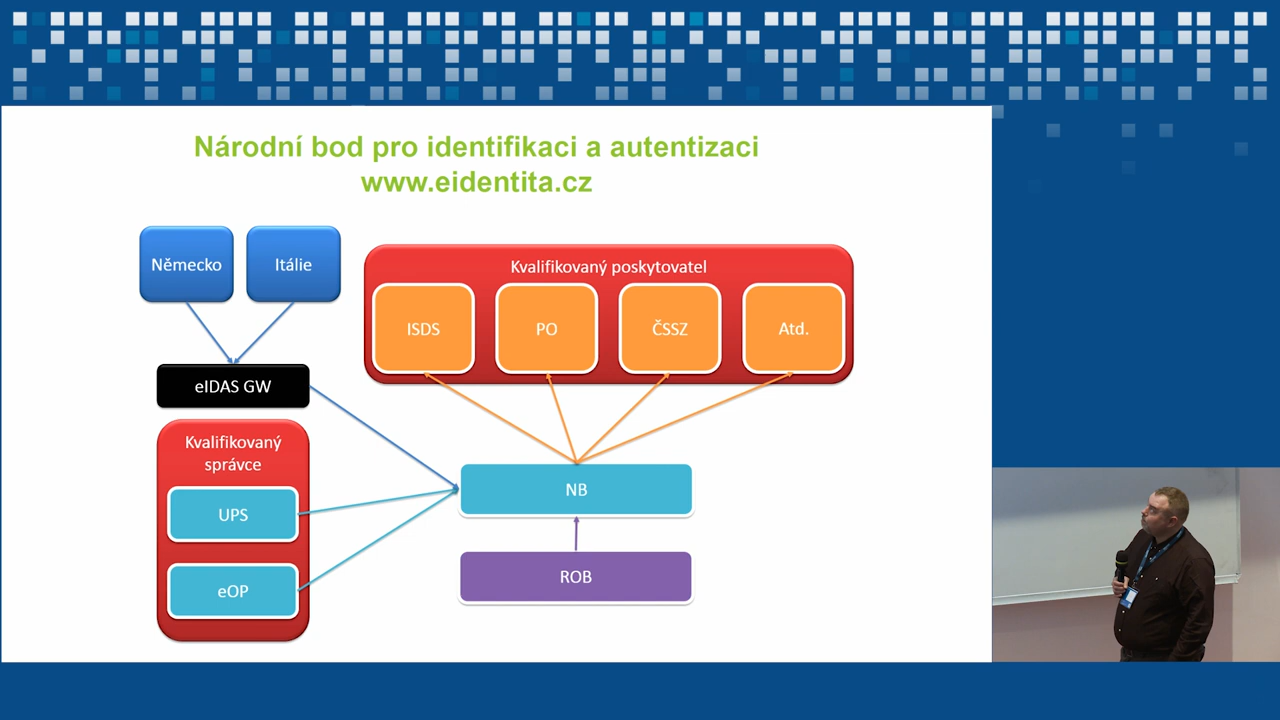 Národní bod pro identifikaci a autentizaci
www.eidentita.cz
Německo
Itálie
Kvalifikovaný poskytovatel
ISDS
PO
ČSSZ
Atd.
eIDAS GW
Kvalifikovaný
správce
UPS
eOP
NB
ROB